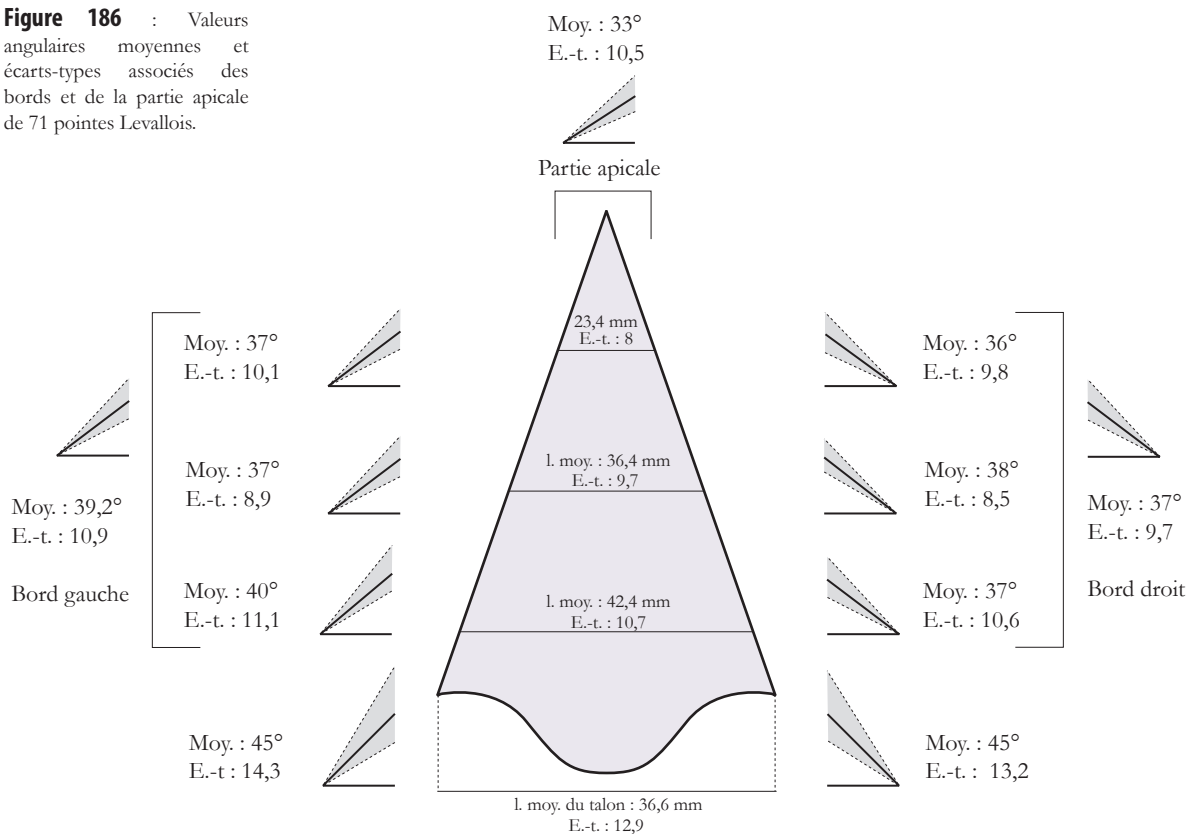 Figure 186 : Valeurs
angulaires moyennes et
écarts-types associés des
bords et de la partie apicale
de 71 pointes Levallois.
Moy. : 33°
E.-t. : 10,5
Partie apicale
23,4 mm
E.-t. : 8
Moy. : 37°
E.-t. : 10,1
Moy. : 36°
E.-t. : 9,8
l. moy. : 36,4 mm
E.-t. : 9,7
Moy. : 37°
E.-t. : 8,9
Moy. : 38°
E.-t. : 8,5
Moy. : 39,2°
E.-t. : 10,9
Bord gauche
Moy. : 37°
E.-t. : 9,7
Bord droit
Moy. : 40°
E.-t. : 11,1
l. moy. : 42,4 mm
E.-t. : 10,7
Moy. : 37°
E.-t. : 10,6
Moy. : 45°
E.-t : 14,3
Moy. : 45°
E.-t. : 13,2
l. moy. du talon : 36,6 mm
E.-t. : 12,9